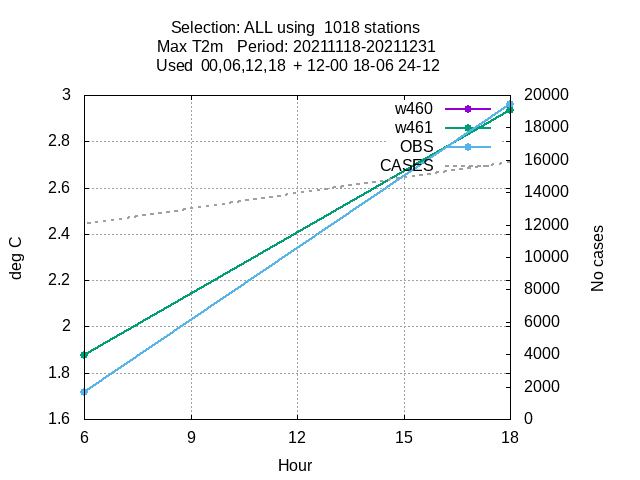 Selection: ALL using  1018 stations
Max T2m   Period: 20211118-20211231
Used  00,06,12,18  + 12-00 18-06 24-12
3
2.8
2.6
2.4
2.2
2
1.8
1.6
deg C
w460
w461
OBS
CASES
20000
18000
16000
14000
12000
10000
8000
6000
4000
2000
0
No cases
6 9 12 15 18
Hour